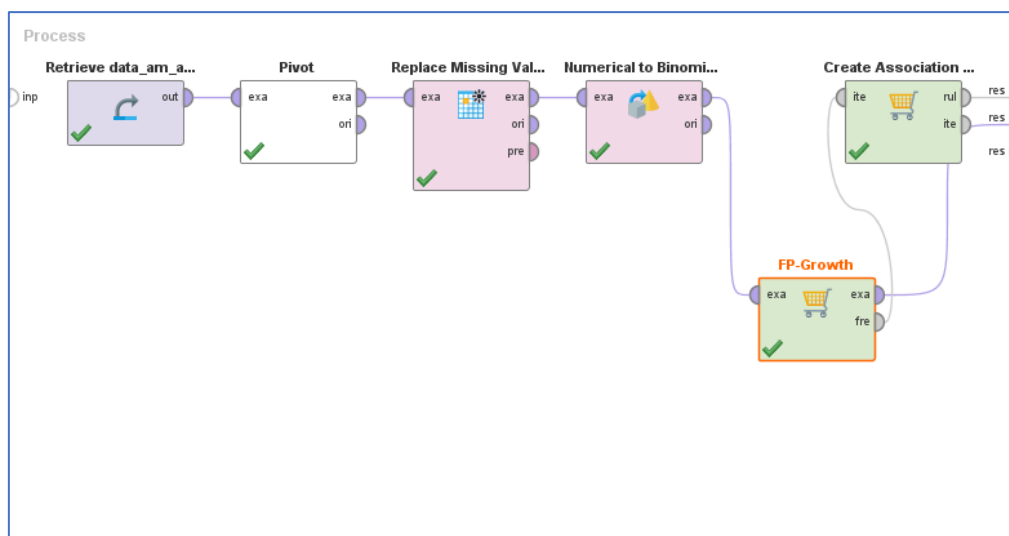 Process
Retrieve data_am_a...
Pivot
Replace Missing Val...
Numerical to Binomi...
Create Association ...
inp
out
exa
exa
ori
exa
exa
ori
pre
exa
exa
ori
ite
rul
ite
res
res
res
FP-Growth
exa
exa
fre